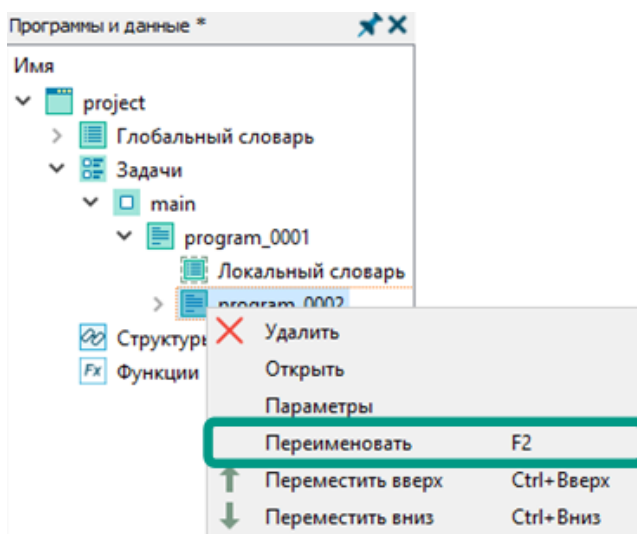 Программы и данные *
Имя
project
Глобальный словарь
Задачи
main
program_0001
Локальный словарь
program_0002
Удалить
Структуры
Открыть
Fx Функции
Параметры
Переименовать F2
Переместить вверх Ctrl+Вверх
Переместить вниз Ctrl+Вниз